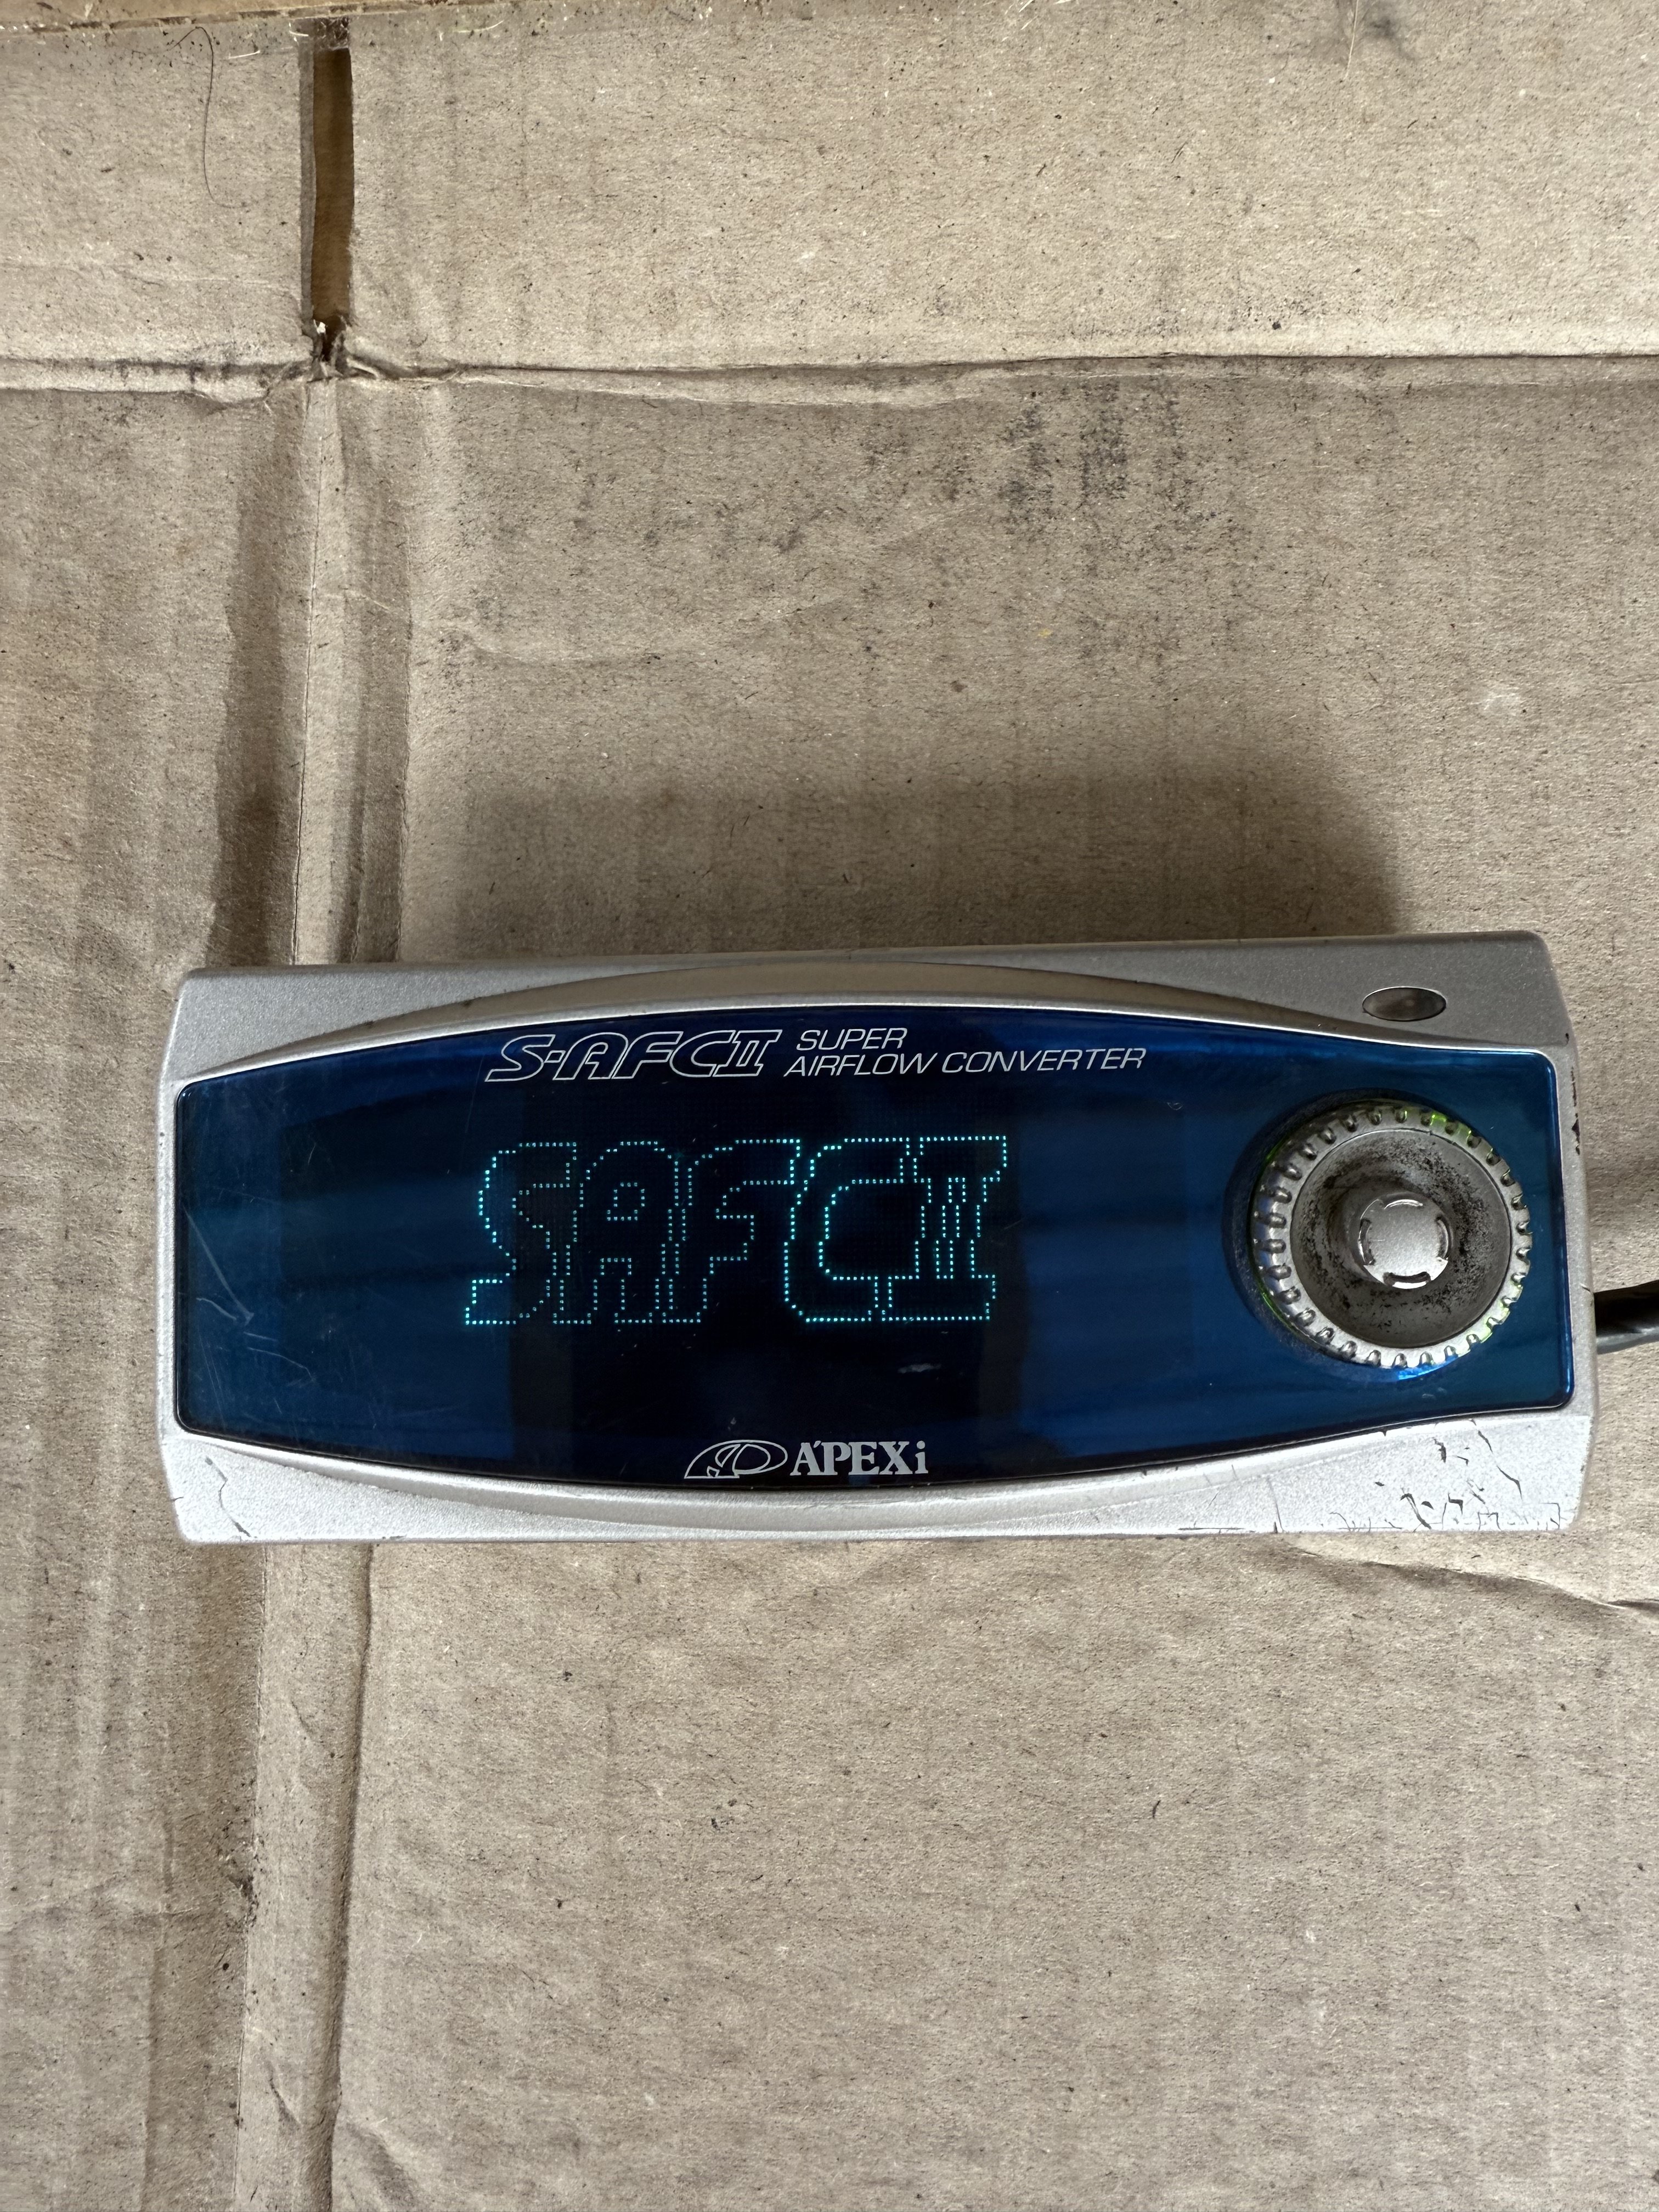 S-AFCII SUPER
AIRFLOW CONVERTER
SAFCII
A'PEXi